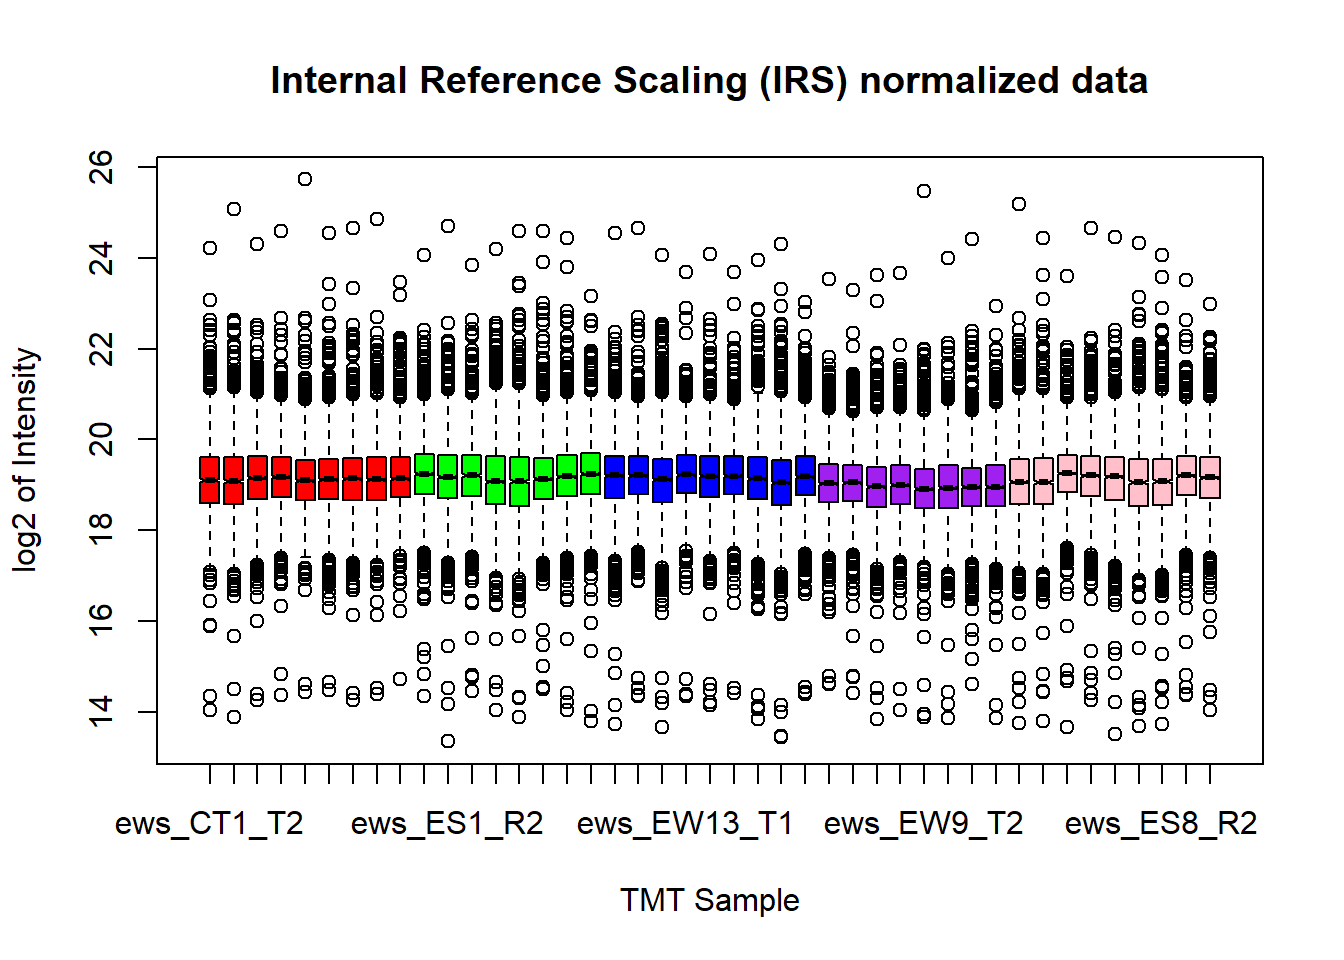 Internal Reference Scaling (IRS) normalized data
log2 of Intensity
26
24
22
20
18
16
14
ews_CT1_T2 ews_ES1_R2 ews_EW13_T1 ews_EW9_T2 ews_ES8_R2
TMT Sample